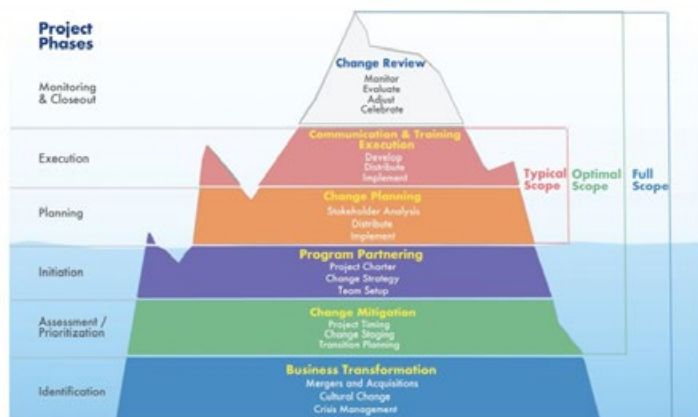 Project
Phases
Monitoring
& Closeout
Change Review
Monitor
Evaluate
Adjust
Celebrate
Execution
Communication & Training
Execution
Develop
Distribute
Implement
Typical
Scope
Optimal
Scope
Full
Scope
Planning
Change Planning
Stakeholder Analysis
Distribute
Implement
Initiation
Program Partnering
Project Charter
Change Strategy
Team Setup
Assessment /
Prioritization
Change Mitigation
Project Timing
Change Staging
Transition Planning
Identification
Business Transformation
Mergers and Acquisitions
Cultural Change
Crisis Management